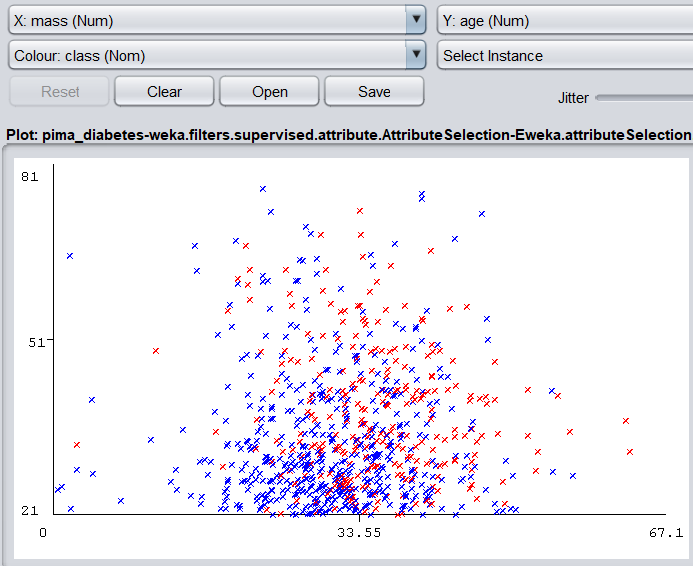 X: mass (Num) Y: age (Num)
Colour: class (Nom) Select Instance
Reset Clear Open Save Jitter
Plot: pima_diabetes-weka.filters.supervised.attribute.AttributeSelection-Eweka.attributeSelection
81
51
21
0 33.55 67.1